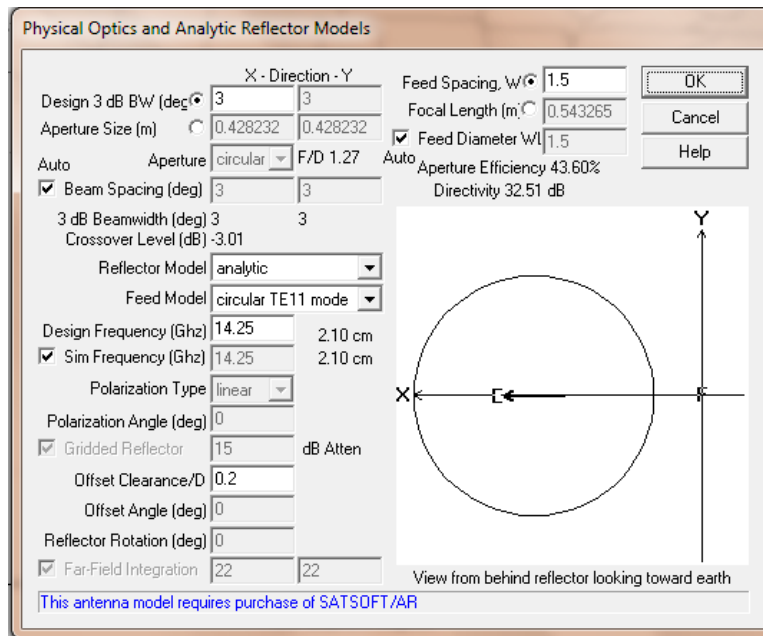 Physical Optics and Analytic Reflector Models
X - Direction - Y
Design 3 dB BW (deg 3 3
Aperture Size (m) 0.428232 0.428232
Auto Aperture circular F/D 1.27
Beam Spacing (deg) 3 3
3 dB Beamwidth (deg) 3 3
Crossover Level (dB) -3.01
Reflector Model analytic
Feed Model circular TE11 mode
Design Frequency (Ghz) 14.25 2.10 cm
Sim Frequency (Ghz) 14.25 2.10 cm
Polarization Type linear
Polarization Angle (deg) 0
Gridded Reflector 15 dB Atten
Offset Clearance/D 0.2
Offset Angle (deg) 0
Reflector Rotation (deg) 0
Far-Field Integration 22 22
Feed Spacing, W 1.5
Focal Length (m) 0.543265
Feed Diameter WL 1.5
Auto Aperture Efficiency 43.60%
Directivity 32.51 dB
OK
Cancel
Help
Y
X E F
View from behind reflector looking toward earth
This antenna model requires purchase of SATSOFT/AR